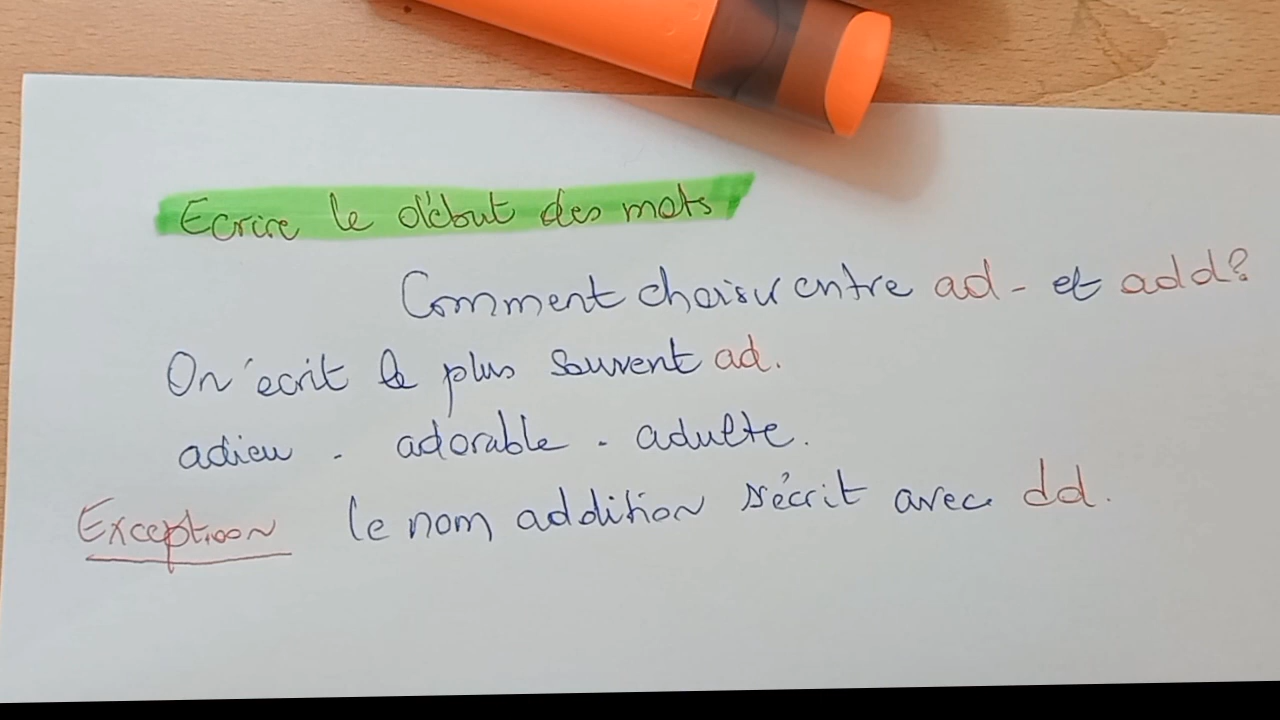 Ecrire le début des mots
Comment choisir entre ad- et add?
On écrit le plus souvent ad.
adieu - adorable - adulte.
Exception le nom addition s'écrit avec dd.